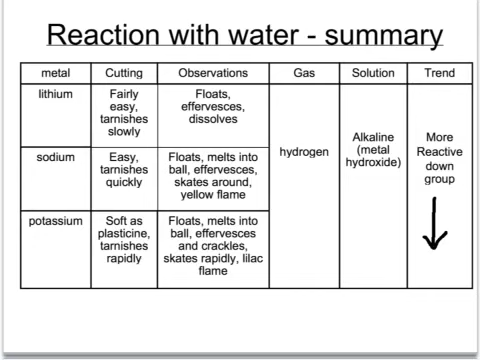 Reaction with water - summary
metal
Cutting
Observations
Gas
Solution
Trend
lithium
Fairly
easy,
tarnishes
slowly
Floats,
effervesces,
dissolves
hydrogen
Alkaline
(metal
hydroxide)
More
Reactive
down
group
sodium
Easy,
tarnishes
quickly
Floats, melts into
ball, effervesces,
skates around,
yellow flame
potassium
Soft as
plasticine,
tarnishes
rapidly
Floats, melts into
ball, effervesces
and crackles,
skates rapidly, lilac
flame